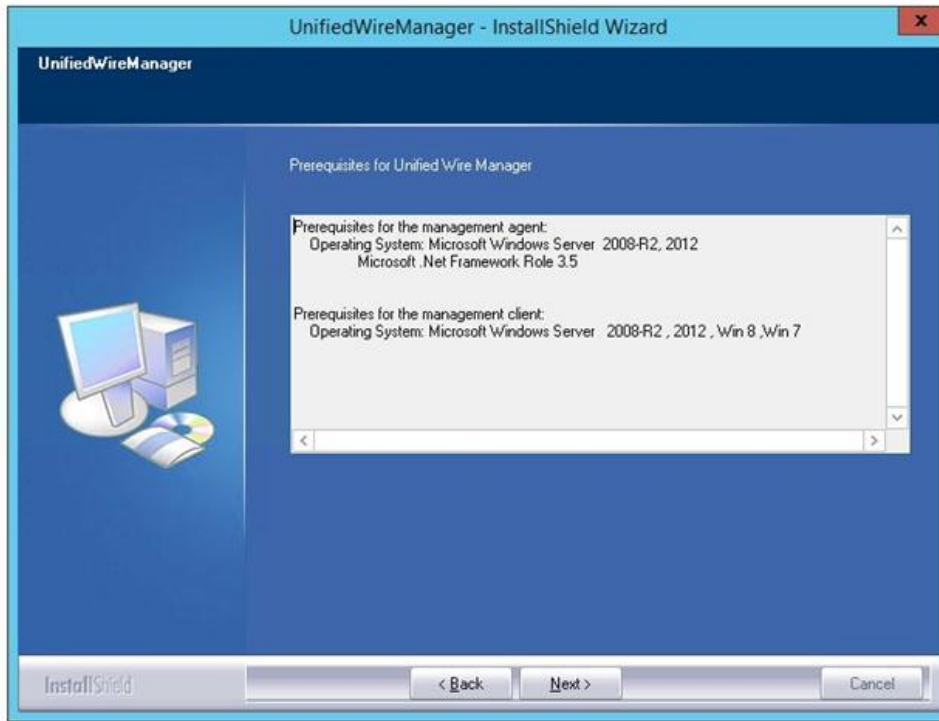 UnifiedWireManager - InstallShield Wizard
x
UnifiedWireManager
Prerequisites for Unified Wire Manager
Prerequisites for the management agent:
Operating System: Microsoft Windows Server 2008-R2, 2012
Microsoft .Net Framework Role 3.5
Prerequisites for the management client:
Operating System: Microsoft Windows Server 2008-R2 , 2012 , Win 8 ,Win 7
InstallShield
< Back
Next >
Cancel